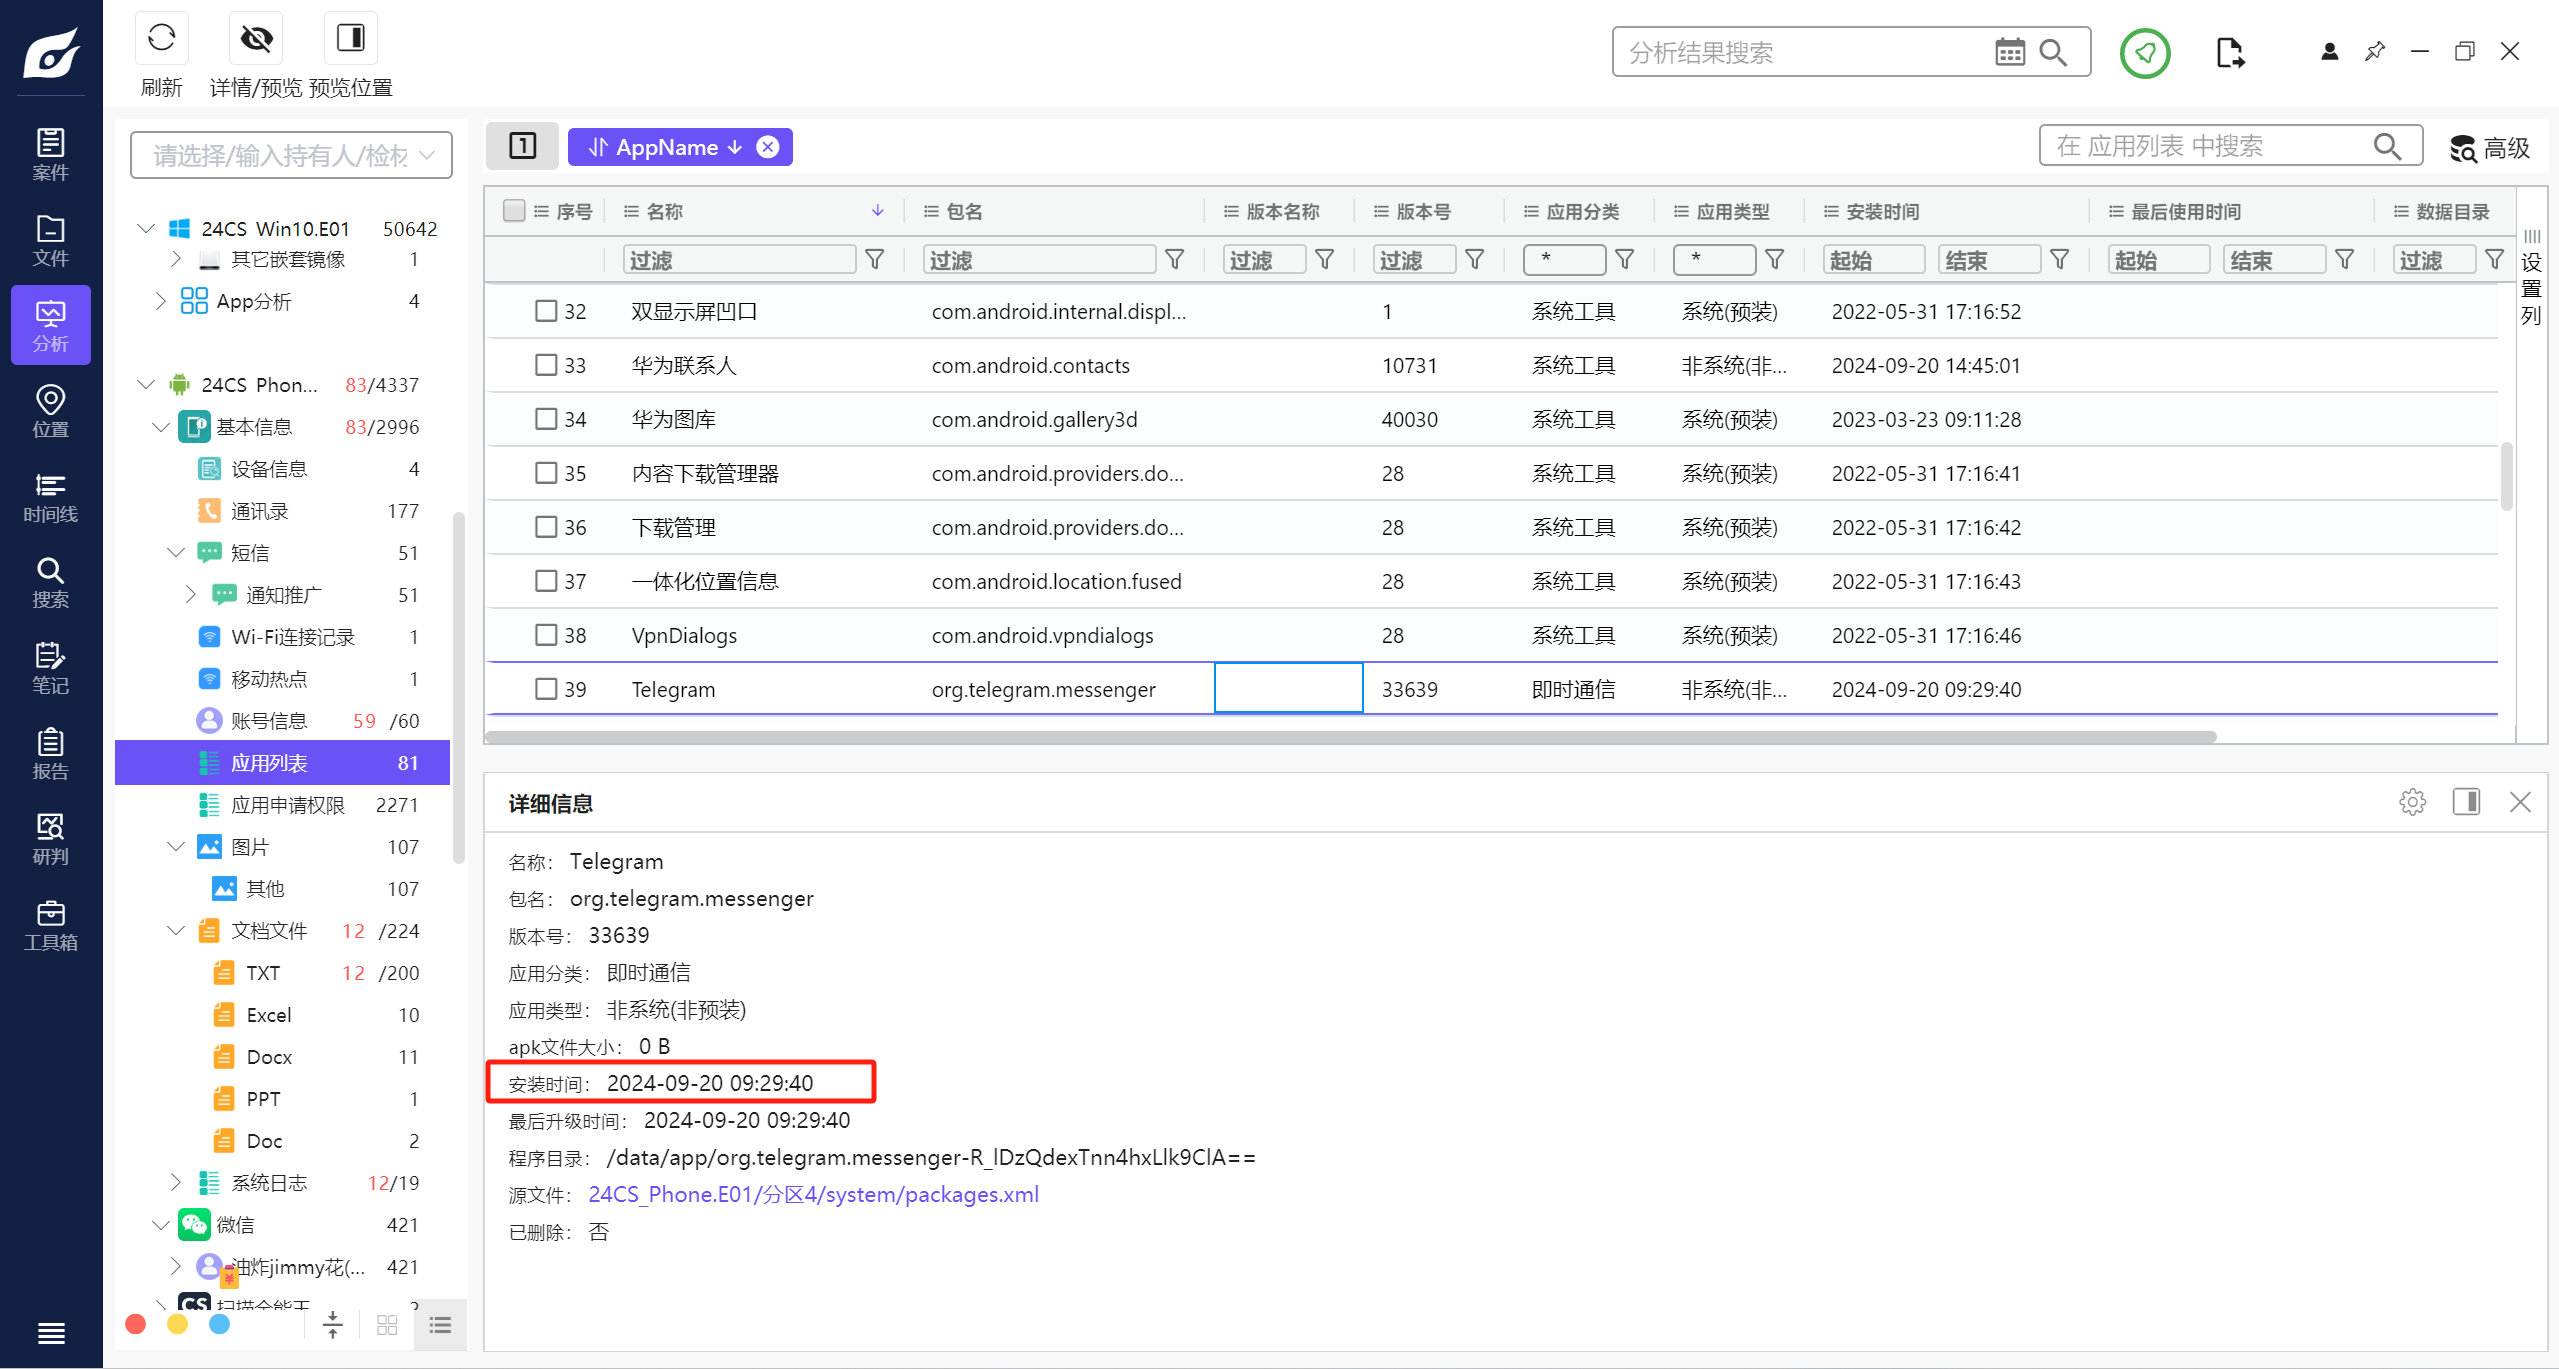 刷新
详情/预览
预览位置
分析结果搜索
案件
文件
分析
位置
时间线
搜索
笔记
报告
研判
工具箱
请选择/输入持有人/检材
24CS_Win10.E01 50642
其它嵌套镜像 1
App分析 4
24CS_Phon... 83/4337
基本信息 83/2996
设备信息 4
通讯录 177
短信 51
通知推广 51
Wi-Fi连接记录 1
移动热点 1
账号信息 59 /60
应用列表 81
应用申请权限 2271
图片 107
其他 107
文档文件 12 /224
TXT 12 /200
Excel 10
Docx 11
PPT 1
Doc 2
系统日志 12/19
微信 421
油炸jimmy花(... 421
扫描全能王 2
1 AppName
在 应用列表 中搜索
高级
序号 名称 包名 版本名称 版本号 应用分类 应用类型 安装时间 最后使用时间 数据目录
过滤 过滤 过滤 过滤 * * 起始 结束 起始 结束 过滤
设置列
32 双显示屏凹口 com.android.internal.displ... 1 系统工具 系统(预装) 2022-05-31 17:16:52
33 华为联系人 com.android.contacts 10731 系统工具 非系统(非... 2024-09-20 14:45:01
34 华为图库 com.android.gallery3d 40030 系统工具 系统(预装) 2023-03-23 09:11:28
35 内容下载管理器 com.android.providers.do... 28 系统工具 系统(预装) 2022-05-31 17:16:41
36 下载管理 com.android.providers.do... 28 系统工具 系统(预装) 2022-05-31 17:16:42
37 一体化位置信息 com.android.location.fused 28 系统工具 系统(预装) 2022-05-31 17:16:43
38 VpnDialogs com.android.vpndialogs 28 系统工具 系统(预装) 2022-05-31 17:16:46
39 Telegram org.telegram.messenger 33639 即时通信 非系统(非... 2024-09-20 09:29:40
详细信息
名称： Telegram
包名： org.telegram.messenger
版本号： 33639
应用分类： 即时通信
应用类型： 非系统(非预装)
apk文件大小： 0 B
安装时间： 2024-09-20 09:29:40
最后升级时间： 2024-09-20 09:29:40
程序目录： /data/app/org.telegram.messenger-R_lDzQdexTnn4hxLlk9ClA==
源文件： 24CS_Phone.E01/分区4/system/packages.xml
已删除： 否